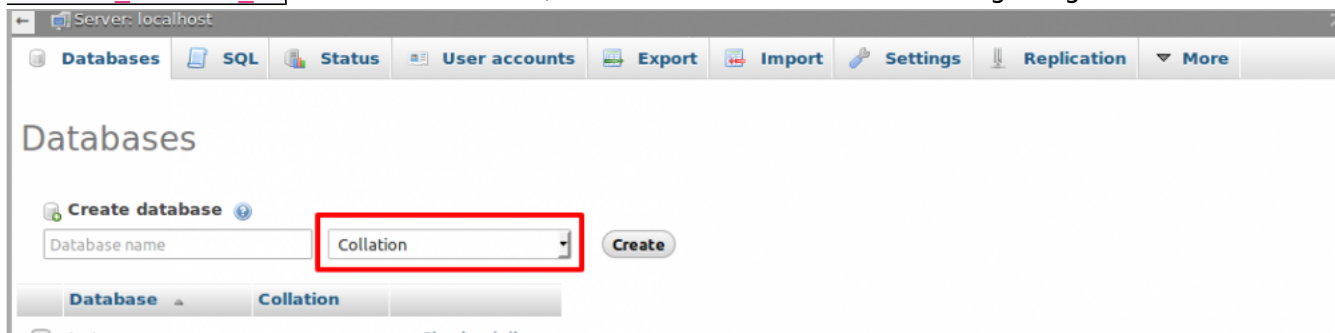 Server: localhost
Databases SQL Status User accounts Export Import Settings Replication More
Databases
Create database
Database name Collation Create
Database Collation